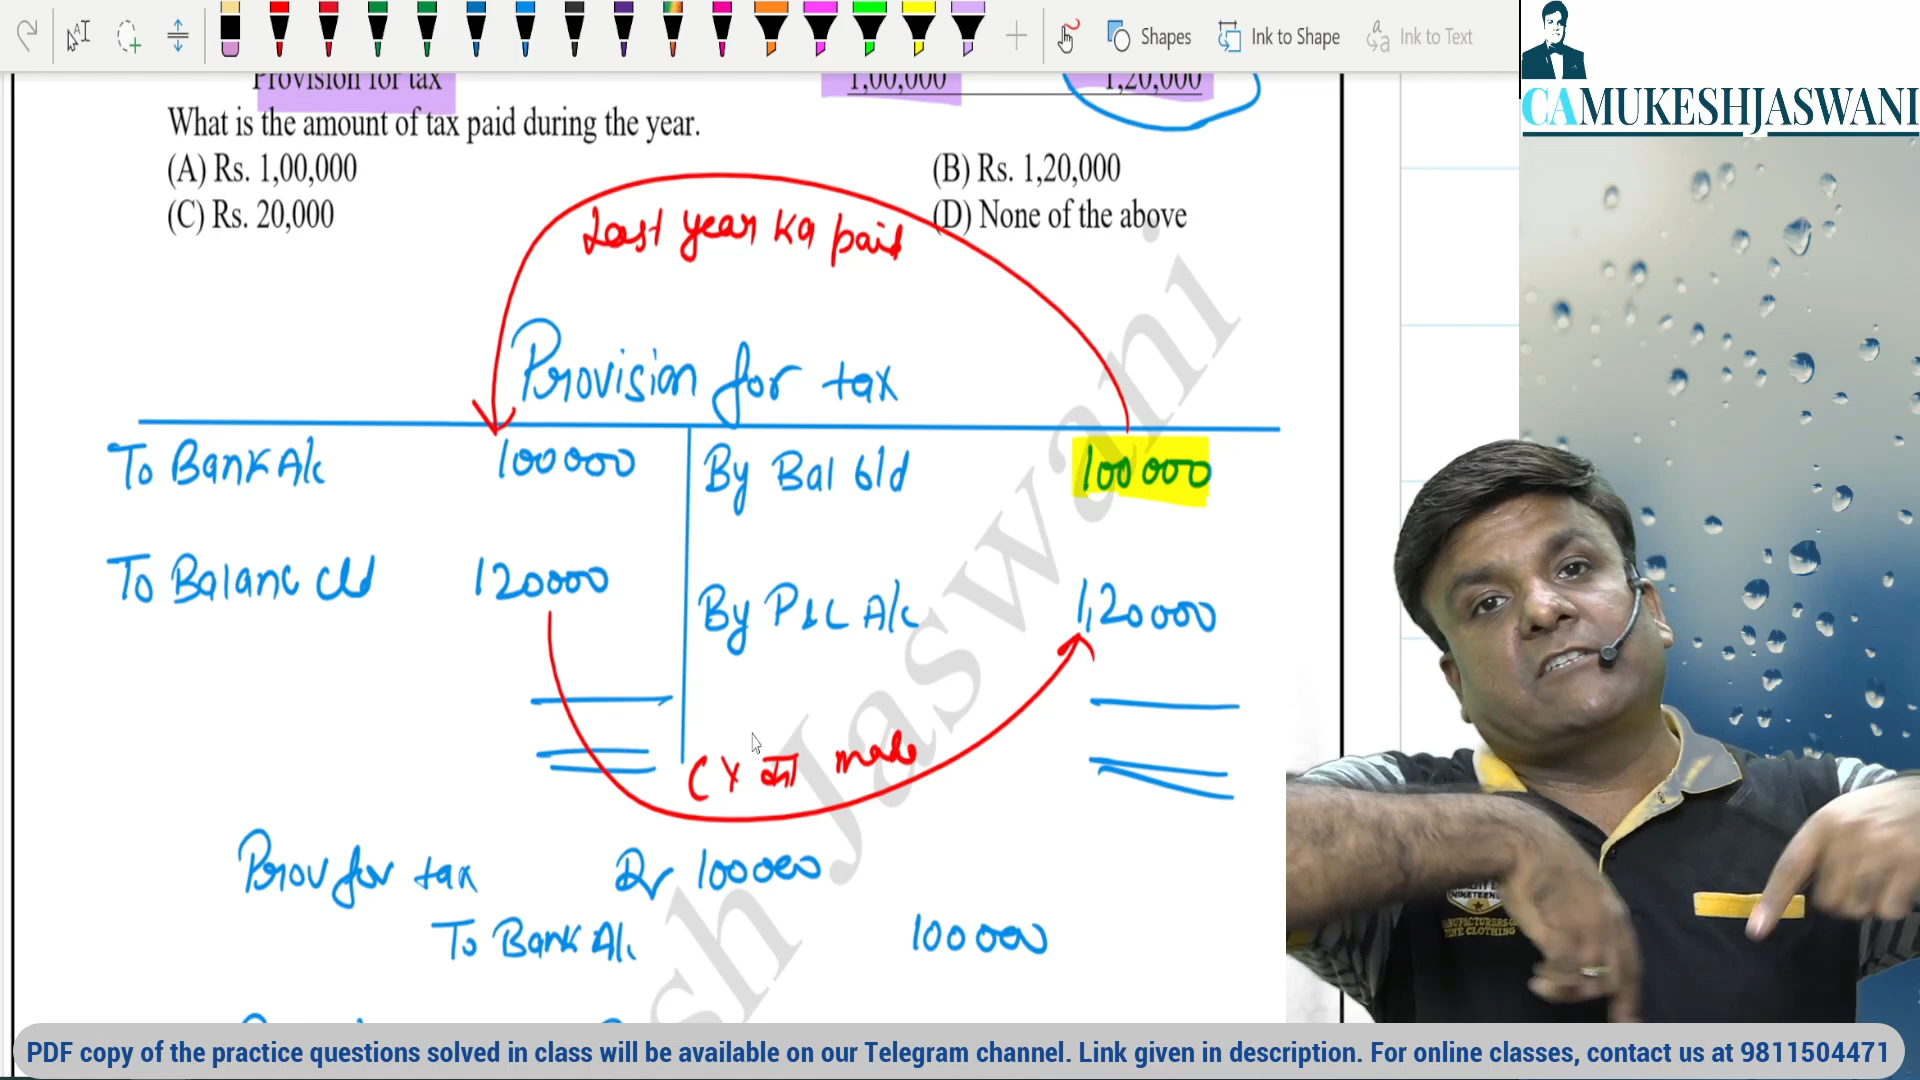 Shapes
Ink to Shape
Ink to Text
CAMUKESHJASWANI
Provision for tax 1,00,000 1,20,000
What is the amount of tax paid during the year.
(A) Rs. 1,00,000 (B) Rs. 1,20,000
(C) Rs. 20,000 (D) None of the above
Last year ka paid
Provision for tax
To Bank A/c 100000 By Bal b/d 100000
To Balanc c/d 120000 By P&L A/c 1,20000
CY का made
Prov for tax Dr 100000
To Bank A/c 100000
sh Jaswani
PDF copy of the practice questions solved in class will be available on our Telegram channel. Link given in description. For online classes, contact us at 9811504471